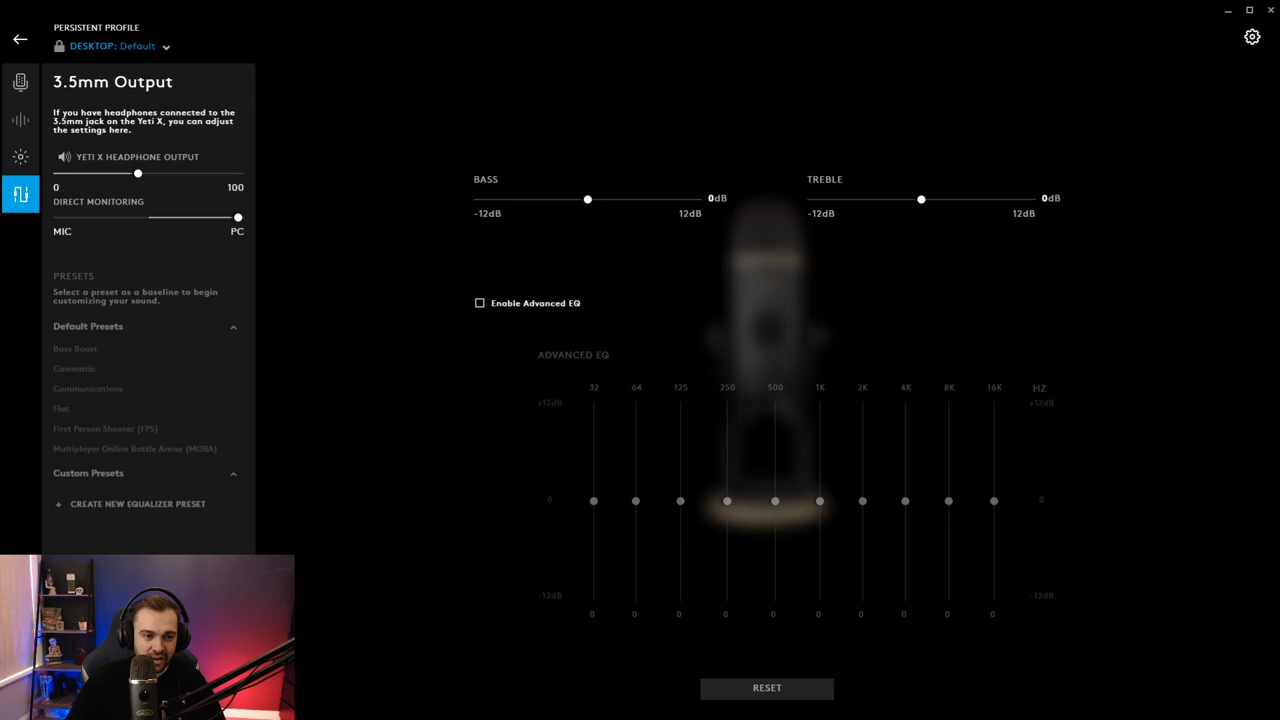 PERSISTENT PROFILE
DESKTOP: Default
3.5mm Output
If you have headphones connected to the
3.5mm jack on the Yeti X, you can adjust
the settings here.
YETI X HEADPHONE OUTPUT
0 100
DIRECT MONITORING
MIC PC
PRESETS
Select a preset as a baseline to begin
customizing your sound.
Default Presets
Bass Boost
Cinematic
Communications
Flat
First Person Shooter (FPS)
Multiplayer Online Battle Arena (MOBA)
Custom Presets
+ CREATE NEW EQUALIZER PRESET
BASS
0dB
-12dB 12dB
TREBLE
0dB
-12dB 12dB
Enable Advanced EQ
ADVANCED EQ
32 64 125 250 500 1K 2K 4K 8K 16K HZ
+12dB +12dB
0 0
-12dB -12dB
0 0 0 0 0 0 0 0 0 0
RESET